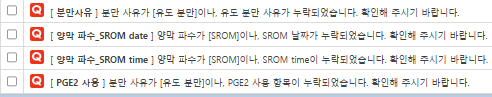 Q [ 분만사유 ] 분만 사유가 [유도 분만]이나, 유도 분만 사유가 누락되었습니다. 확인해 주시기 바랍니다.
Q [ 양막 파수_SROM date ] 양막 파수가 [SROM]이나, SROM 날짜가 누락되었습니다. 확인해 주시기 바랍니다.
Q [ 양막 파수_SROM time ] 양막 파수가 [SROM]이나, SROM time이 누락되었습니다. 확인해 주시기 바랍니다.
Q [ PGE2 사용 ] 분만 사유가 [유도 분만]이나, PGE2 사용 항목이 누락되었습니다. 확인해 주시기 바랍니다.